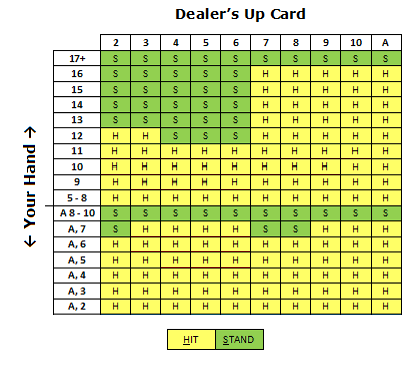 Dealer's Up Card
2 3 4 5 6 7 8 9 10 A
17+ S S S S S S S S S S
16 S S S S S H H H H H
15 S S S S S H H H H H
14 S S S S S H H H H H
13 S S S S S H H H H H
12 H H S S S H H H H H
11 H H H H H H H H H H
10 H H H H H H H H H H
9 H H H H H H H H H H
5 - 8 H H H H H H H H H H
A 8 - 10 S S S S S S S S S S
A, 7 S H H H H S S H H H
A, 6 H H H H H H H H H H
A, 5 H H H H H H H H H H
A, 4 H H H H H H H H H H
A, 3 H H H H H H H H H H
A, 2 H H H H H H H H H H
← Your Hand →
HIT STAND